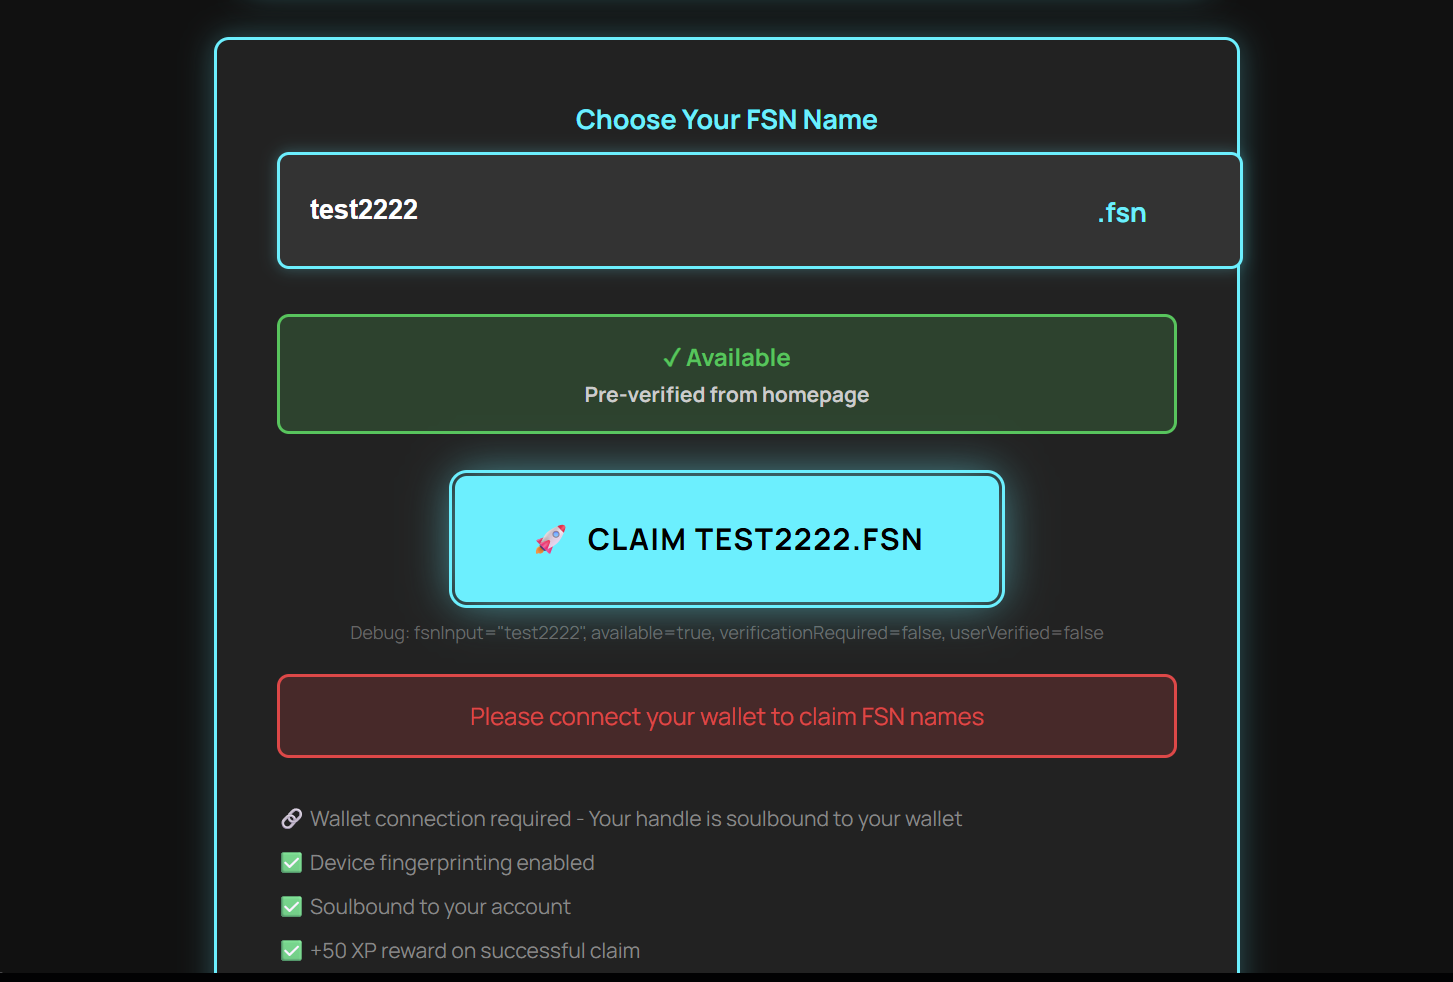 Choose Your FSN Name
test2222 .fsn
✓ Available
Pre-verified from homepage
🚀 CLAIM TEST2222.FSN
Debug: fsnInput="test2222", available=true, verificationRequired=false, userVerified=false
Please connect your wallet to claim FSN names
🔗 Wallet connection required - Your handle is soulbound to your wallet
✅ Device fingerprinting enabled
✅ Soulbound to your account
✅ +50 XP reward on successful claim